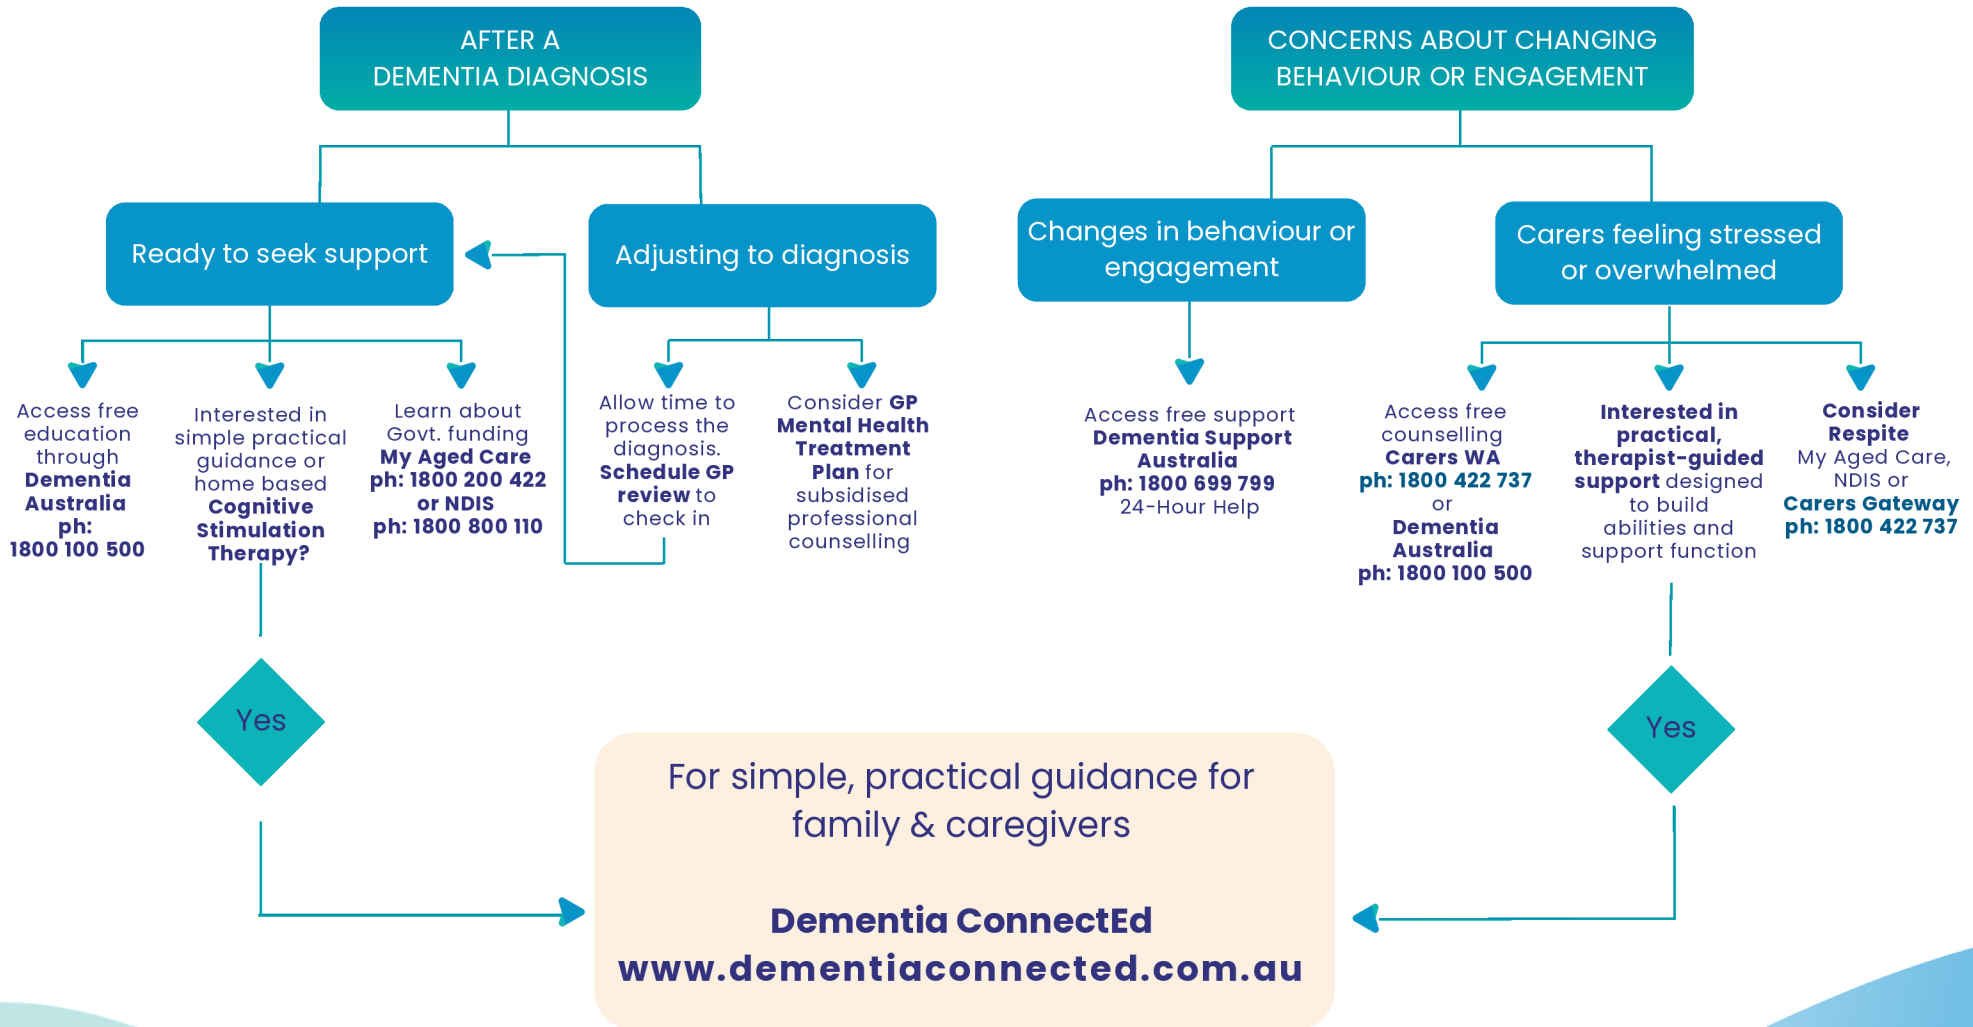 AFTER A
DEMENTIA DIAGNOSIS
CONCERNS ABOUT CHANGING
BEHAVIOUR OR ENGAGEMENT
Ready to seek support
Adjusting to diagnosis
Changes in behaviour or
engagement
Carers feeling stressed
or overwhelmed
Access free
education
through
Dementia
Australia
ph:
1800 100 500
Interested in
simple practical
guidance or
home based
Cognitive
Stimulation
Therapy?
Learn about
Govt. funding
My Aged Care
ph: 1800 200 422
or NDIS
ph: 1800 800 110
Allow time to
process the
diagnosis.
Schedule GP
review to
check in
Consider GP
Mental Health
Treatment
Plan for
subsidised
professional
counselling
Access free support
Dementia Support
Australia
ph: 1800 699 799
24-Hour Help
Access free
counselling
Carers WA
ph: 1800 422 737
or
Dementia
Australia
ph: 1800 100 500
Interested in
practical,
therapist-guided
support designed
to build
abilities and
support function
Consider
Respite
My Aged Care,
NDIS or
Carers Gateway
ph: 1800 422 737
Yes
Yes
For simple, practical guidance for
family & caregivers
Dementia ConnectEd
www.dementiaconnected.com.au